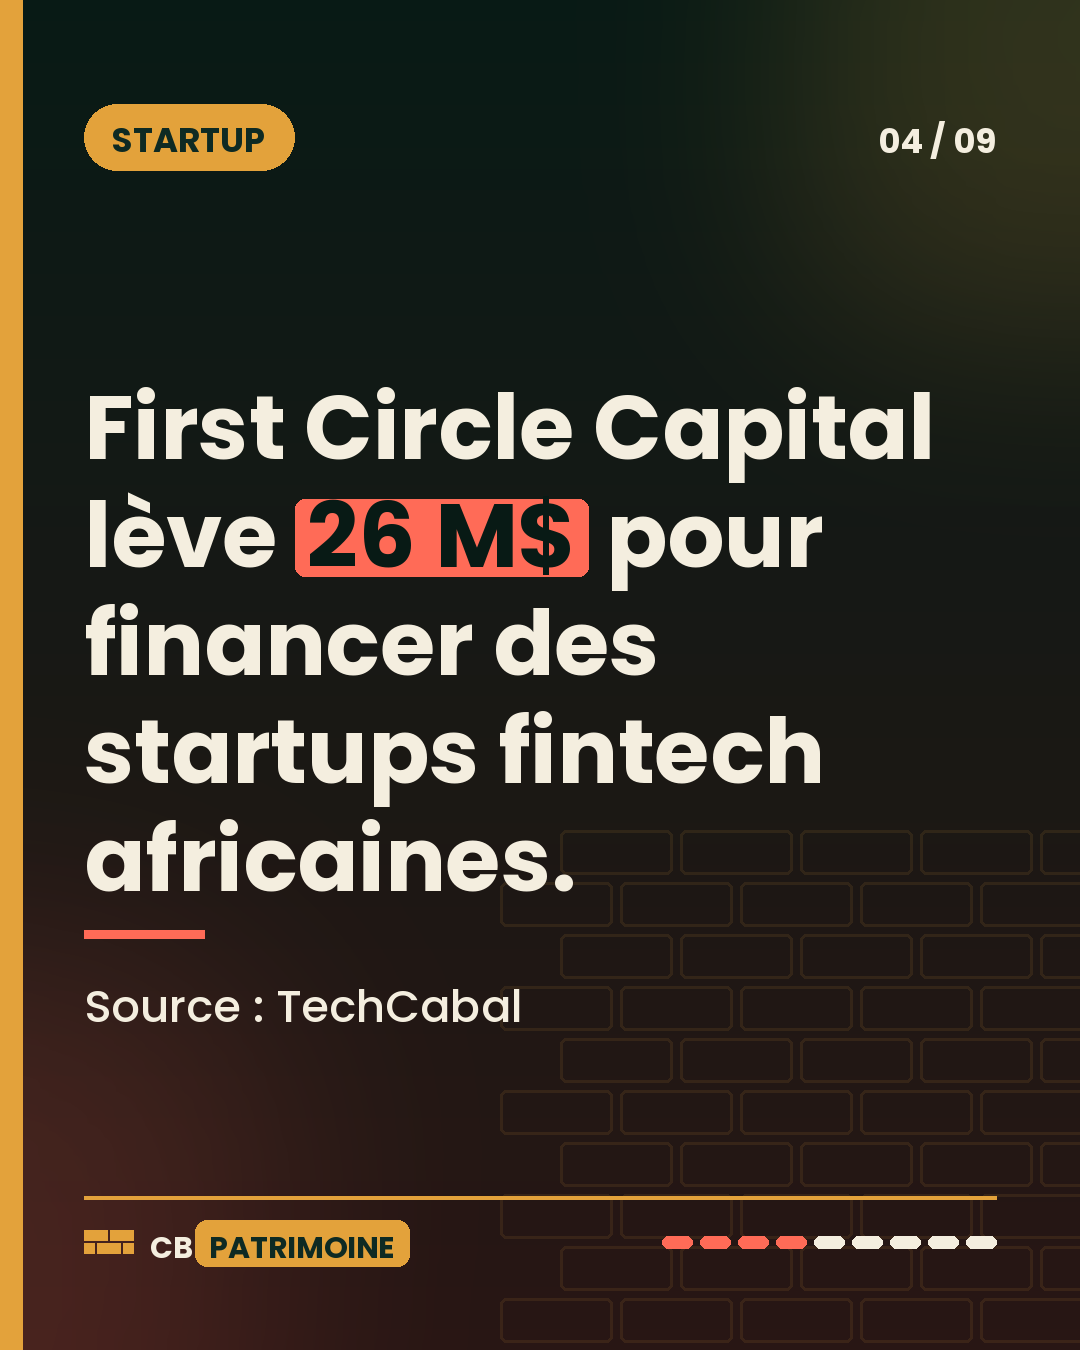 STARTUP
04 / 09
First Circle Capital
lève 26 M$ pour
financer des
startups fintech
africaines.
Source : TechCabal
CB PATRIMOINE